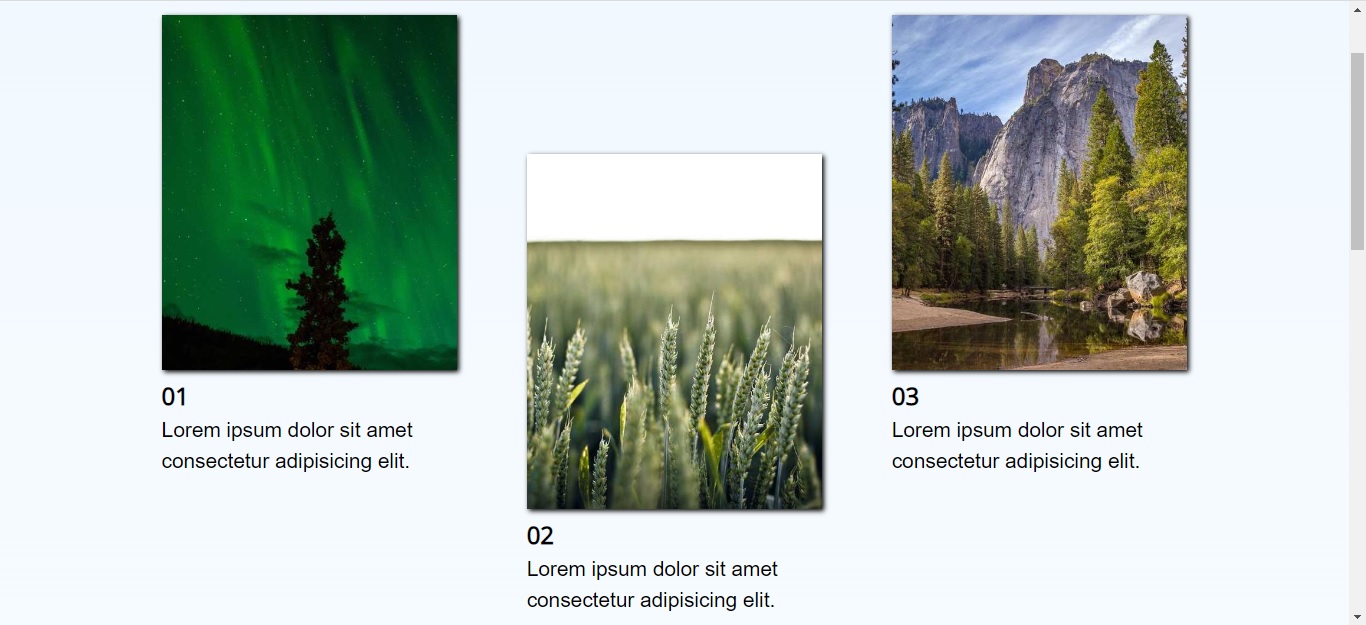 01
Lorem ipsum dolor sit amet
consectetur adipisicing elit.
02
Lorem ipsum dolor sit amet
consectetur adipisicing elit.
03
Lorem ipsum dolor sit amet
consectetur adipisicing elit.